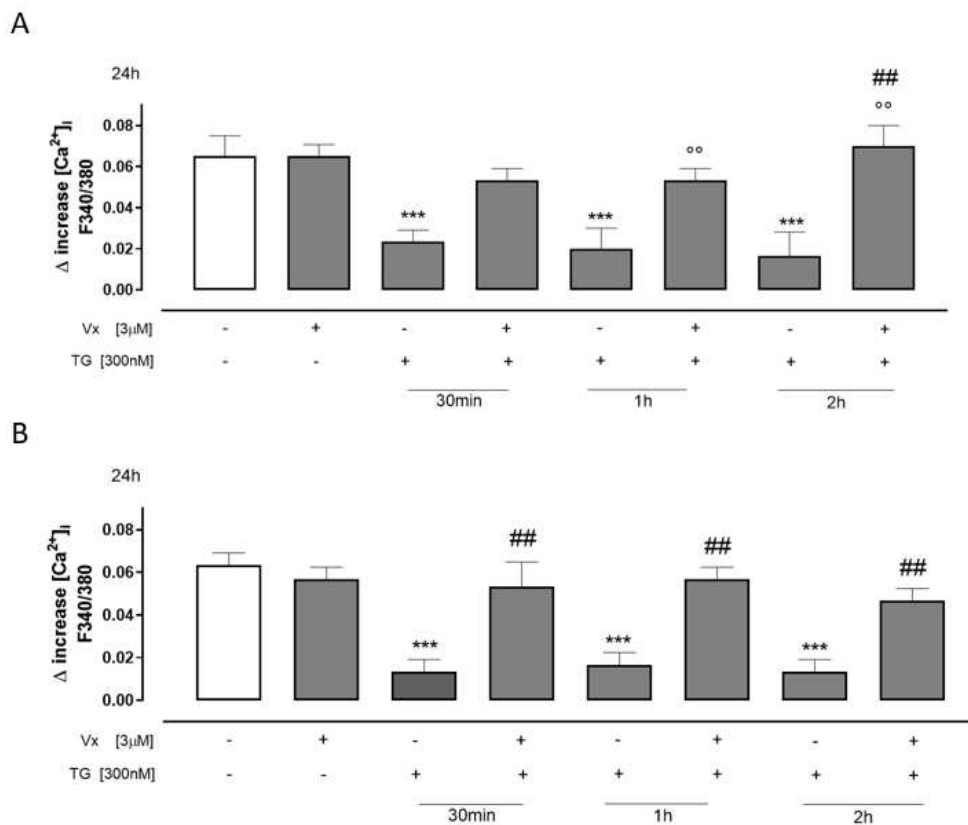 A
24h
##
°°
°°
*** *** ***
Δ increase [Ca²⁺]ᵢ
F340/380
0.08
0.06
0.04
0.02
0.00
Vx [3µM] - + - + - + - +
TG [300nM] - - + + + + + +
30min 1h 2h
B
24h
## ## ##
*** *** ***
Δ increase [Ca²⁺]ᵢ
F340/380
0.08
0.06
0.04
0.02
0.00
Vx [3µM] - + - + - + - +
TG [300nM] - - + + + + + +
30min 1h 2h